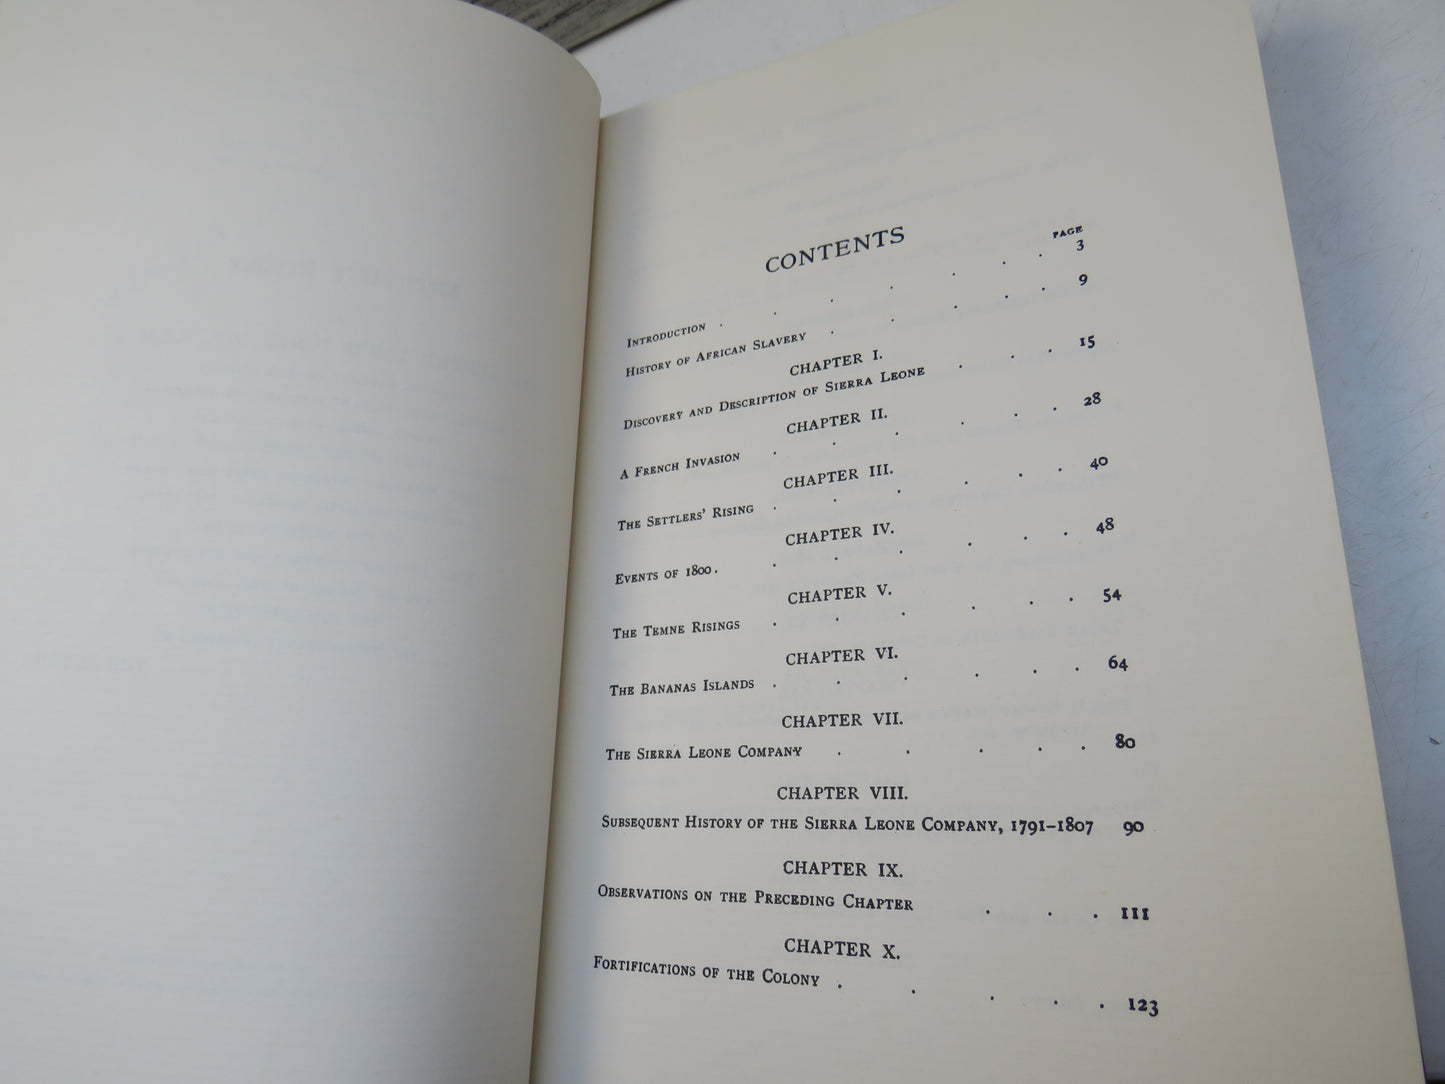 CONTENTS
PAGE
INTRODUCTION . . . . . . . 3
HISTORY OF AFRICAN SLAVERY . . . . . 9
CHAPTER I.
DISCOVERY AND DESCRIPTION OF SIERRA LEONE . . . 15
CHAPTER II.
A FRENCH INVASION . . . . . . 28
CHAPTER III.
THE SETTLERS' RISING . . . . . 40
CHAPTER IV.
EVENTS OF 1800. . . . . . . 48
CHAPTER V.
THE TEMNE RISINGS . . . . . . 54
CHAPTER VI.
THE BANANAS ISLANDS . . . . . . 64
CHAPTER VII.
THE SIERRA LEONE COMPANY . . . . . 80
CHAPTER VIII.
SUBSEQUENT HISTORY OF THE SIERRA LEONE COMPANY, 1791-1807 90
CHAPTER IX.
OBSERVATIONS ON THE PRECEDING CHAPTER . . . 111
CHAPTER X.
FORTIFICATIONS OF THE COLONY . . . . . 123